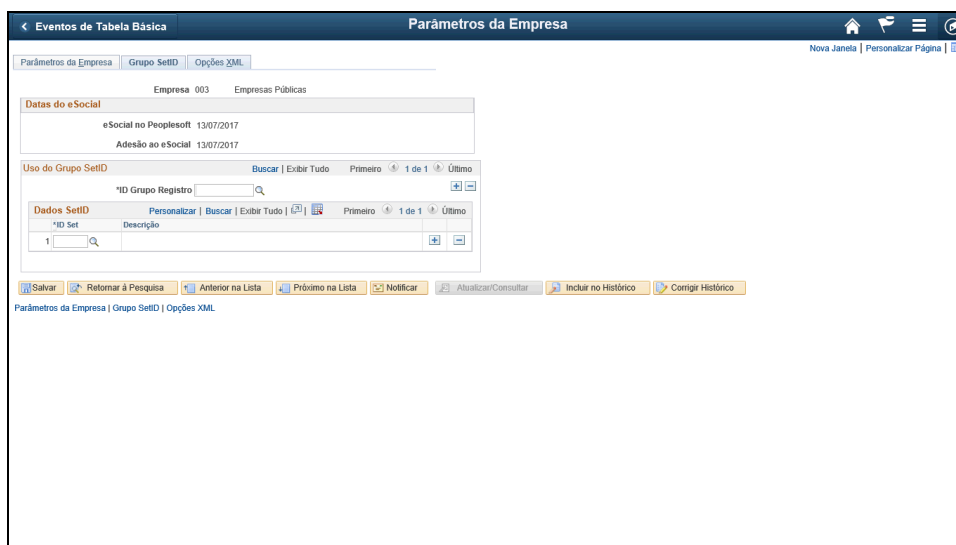 Eventos de Tabela Básica
Parâmetros da Empresa
Nova Janela | Personalizar Página |
Parâmetros da Empresa Grupo SetID Opções XML
Empresa 003 Empresas Públicas
Datas do eSocial
eSocial no Peoplesoft 13/07/2017
Adesão ao eSocial 13/07/2017
Uso do Grupo SetID Buscar | Exibir Tudo Primeiro 1 de 1 Último
*ID Grupo Registro
Dados SetID Personalizar | Buscar | Exibir Tudo | | Primeiro 1 de 1 Último
*ID Set Descrição
1
Salvar Retornar à Pesquisa Anterior na Lista Próximo na Lista Notificar Atualizar/Consultar Incluir no Histórico Corrigir Histórico
Parâmetros da Empresa | Grupo SetID | Opções XML